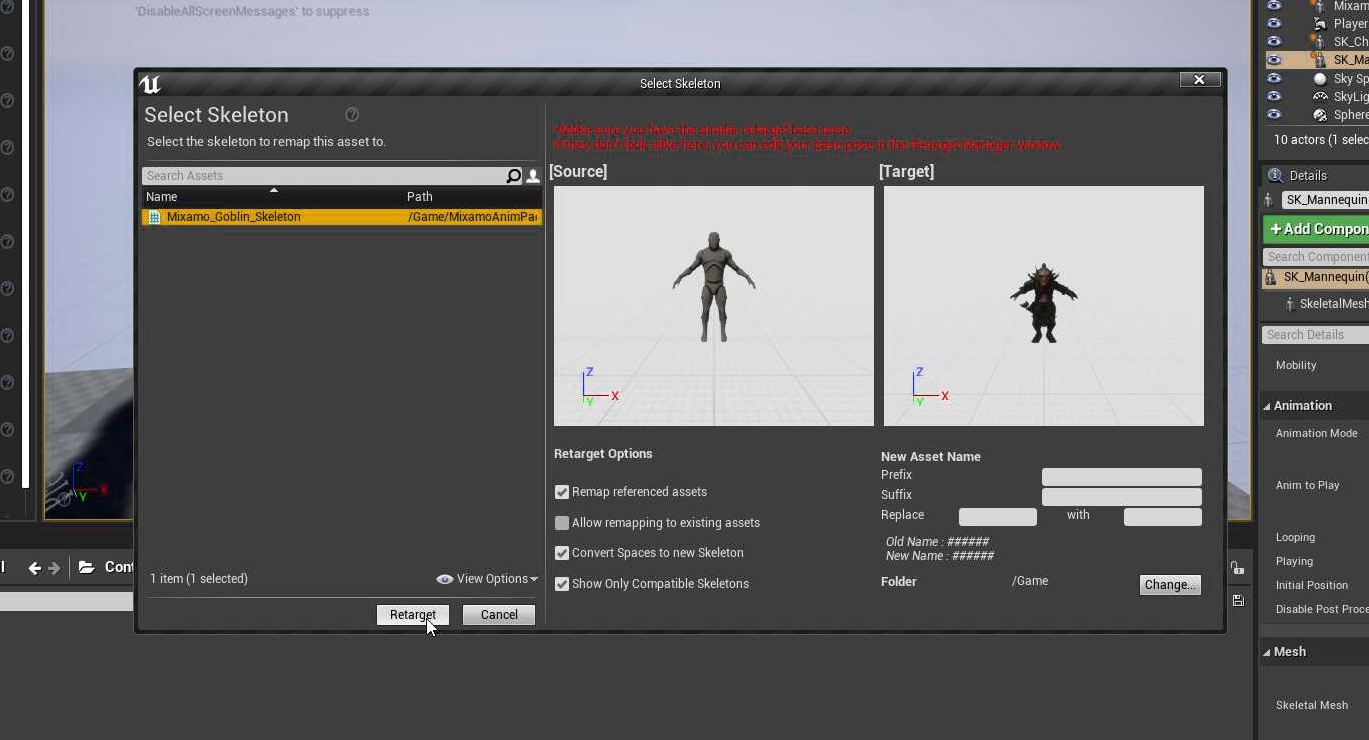 'DisableAllScreenMessages' to suppress
Mixam
Player
SK_Ch
SK_Ma
Sky Sp
SkyLig
Sphere
10 actors (1 selec
Select Skeleton
Select Skeleton
Select the skeleton to remap this asset to.
Search Assets
Name
Path
Mixamo_Goblin_Skeleton
/Game/MixamoAnimPa
1 item (1 selected)
View Options
Retarget
Cancel
*Make sure you have the similar retarget base pose.
If they don't look alike here, you can edit your base pose in the Retarget Manager window.
[Source]
[Target]
Z
X
Y
Z
X
Y
Retarget Options
Remap referenced assets
Allow remapping to existing assets
Convert Spaces to new Skeleton
Show Only Compatible Skeletons
New Asset Name
Prefix
Suffix
Replace
with
Old Name : ######
New Name : ######
Folder
/Game
Change...
Details
SK_Mannequin
+Add Compon
Search Component
SK_Mannequin(
SkeletalMesh
Search Details
Mobility
Animation
Animation Mode
Anim to Play
Looping
Playing
Initial Position
Disable Post Proce
Mesh
Skeletal Mesh
Z
X
Y
Cont